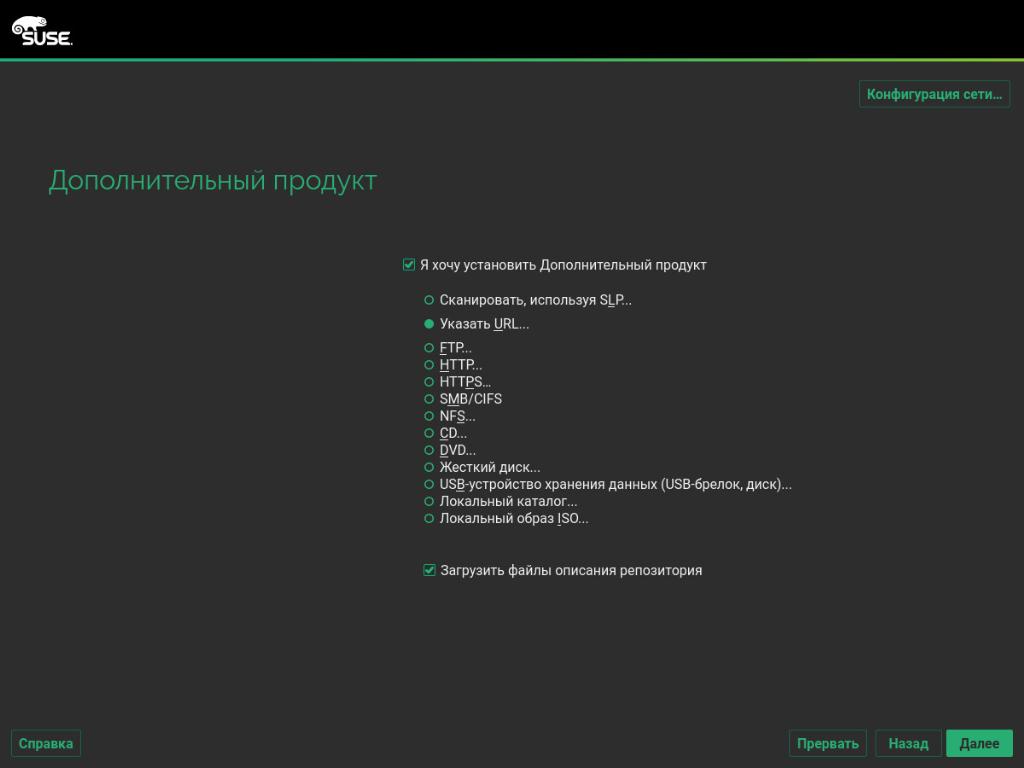 SUSE
Конфигурация сети...
Дополнительный продукт
Я хочу установить Дополнительный продукт
Сканировать, используя SLP...
Указать URL...
FTP...
HTTP...
HTTPS...
SMB/CIFS
NFS...
CD...
DVD...
Жесткий диск...
USB-устройство хранения данных (USB-брелок, диск)...
Локальный каталог...
Локальный образ ISO...
Загрузить файлы описания репозитория
Справка Прервать Назад Далее